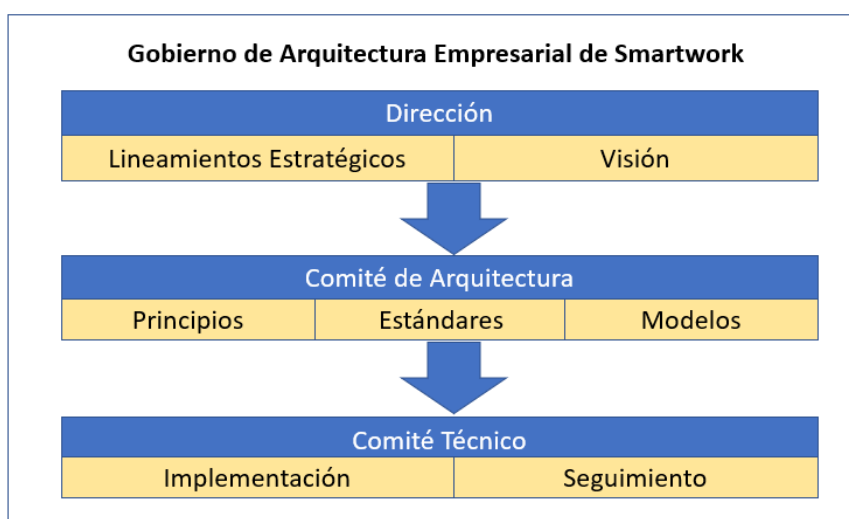 Gobierno de Arquitectura Empresarial de Smartwork
Dirección
Lineamientos Estratégicos Visión
Comité de Arquitectura
Principios Estándares Modelos
Comité Técnico
Implementación Seguimiento